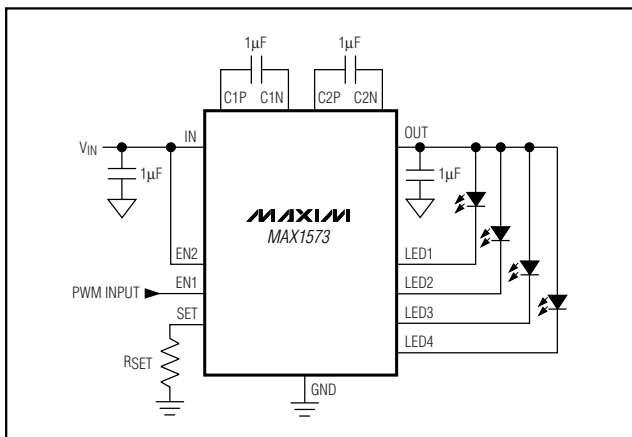 1µF
1µF
C1P
C1N
C2P
C2N
VIN
IN
OUT
1µF
1µF
MAXIM
MAX1573
EN2
LED1
PWM INPUT
EN1
LED2
SET
LED3
RSET
LED4
GND